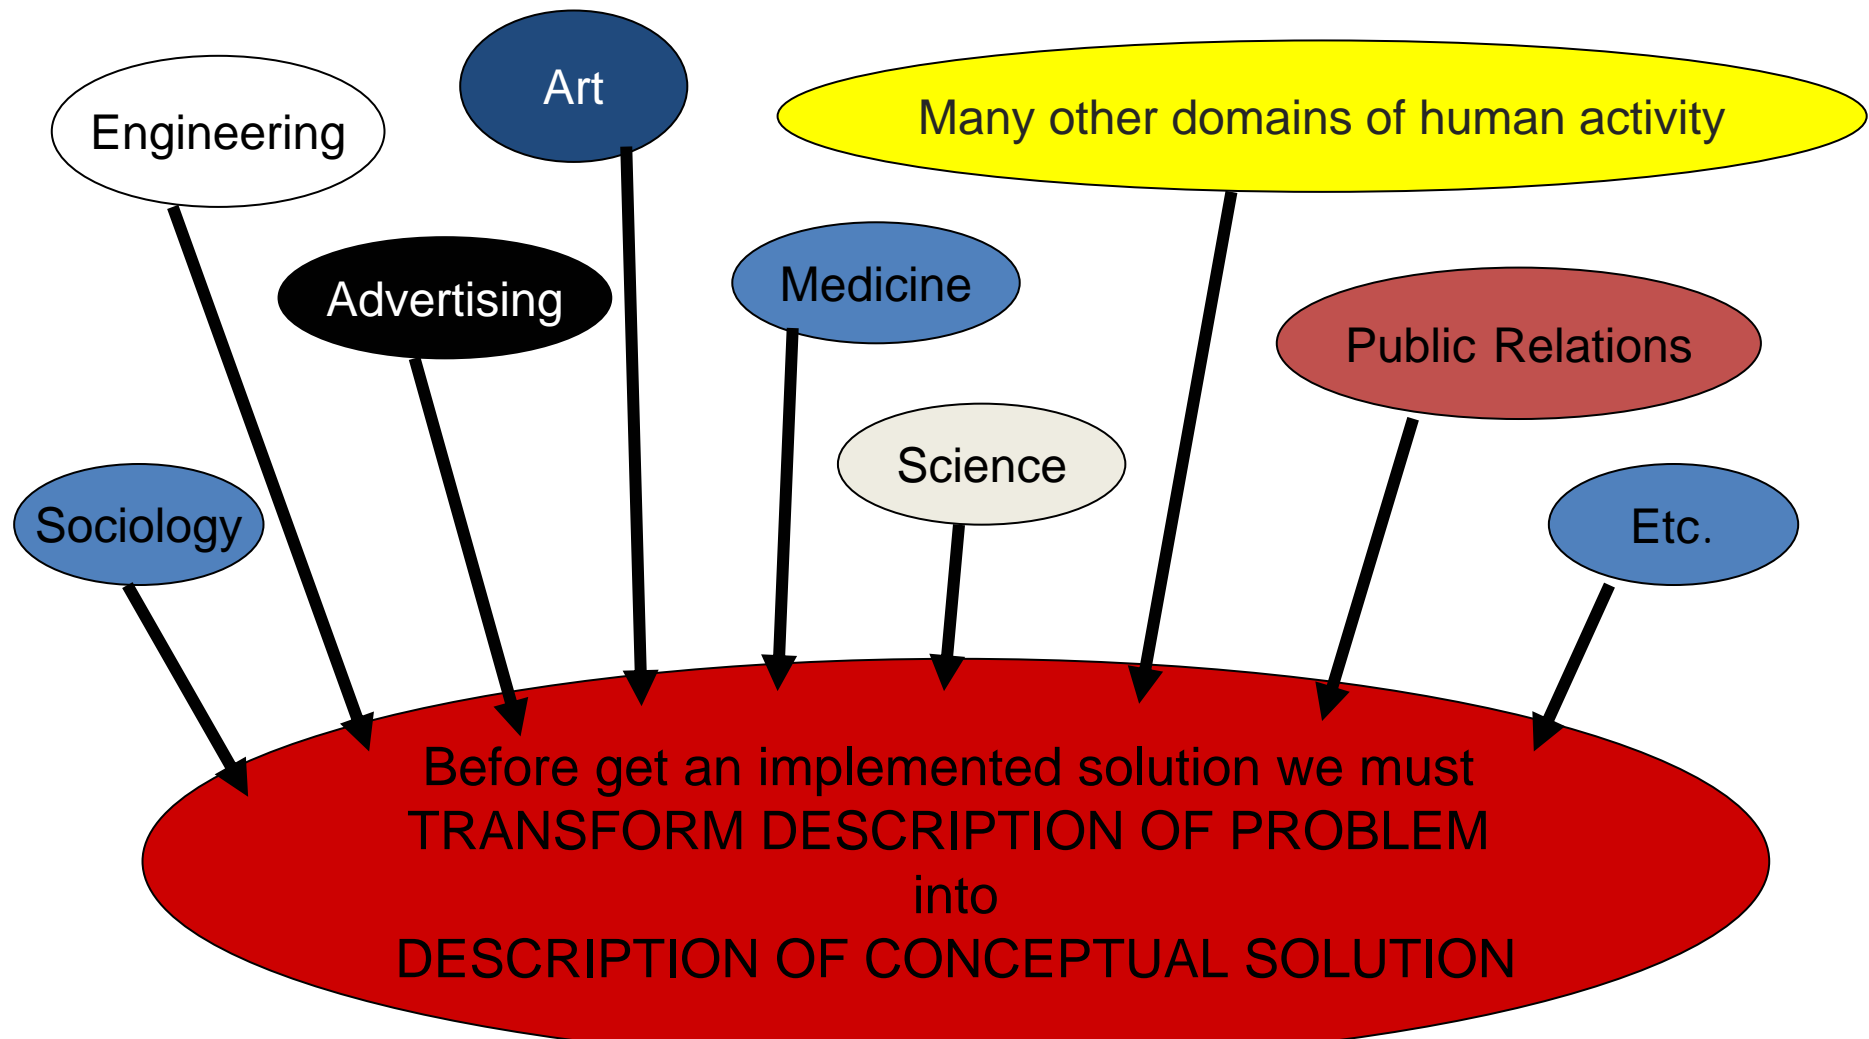 Art
Many other domains of human activity
Engineering
Advertising
Medicine
Public Relations
Science
Sociology
Etc.
Before get an implemented solution we must
TRANSFORM DESCRIPTION OF PROBLEM
into
DESCRIPTION OF CONCEPTUAL SOLUTION